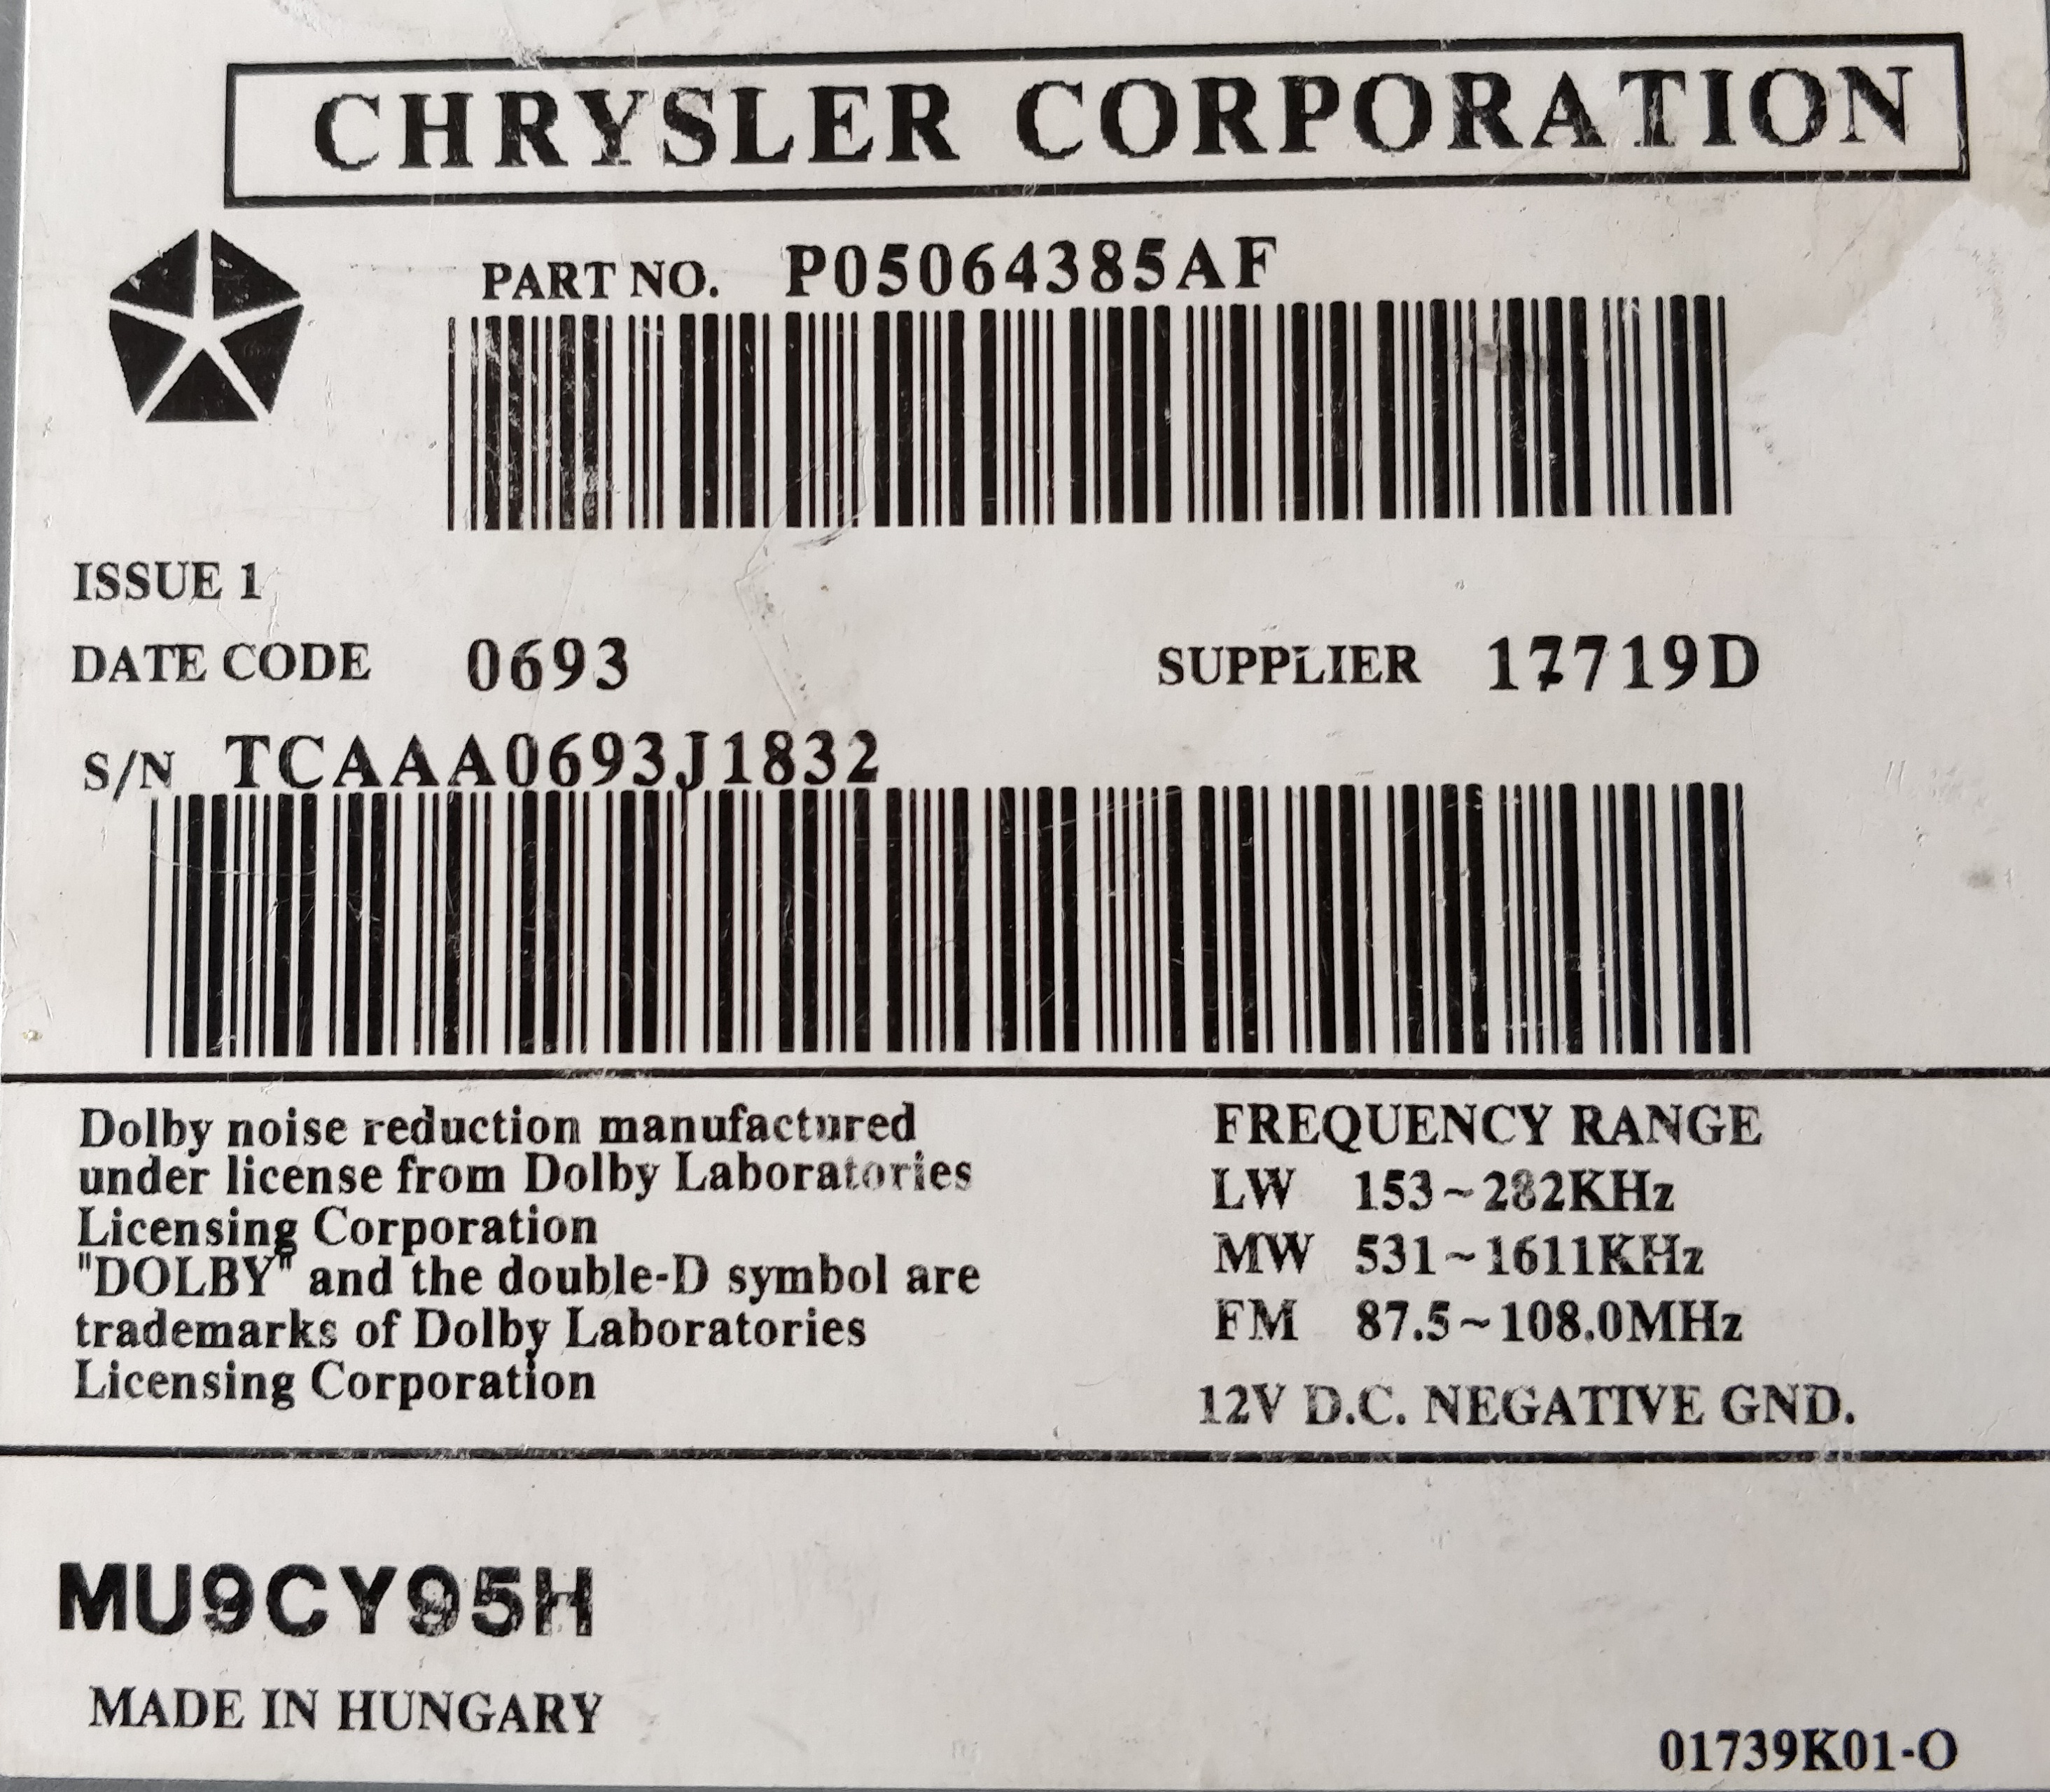 CHRYSLER CORPORATION
PART NO. P05064385AF
ISSUE 1
DATE CODE 0693 SUPPLIER 17719D
S/N TCAAA0693J1832
Dolby noise reduction manufactured
under license from Dolby Laboratories
Licensing Corporation
"DOLBY" and the double-D symbol are
trademarks of Dolby Laboratories
Licensing Corporation
FREQUENCY RANGE
LW 153~282KHz
MW 531~1611KHz
FM 87.5~108.0MHz
12V D.C. NEGATIVE GND.
MU9CY95H
MADE IN HUNGARY
01739K01-O